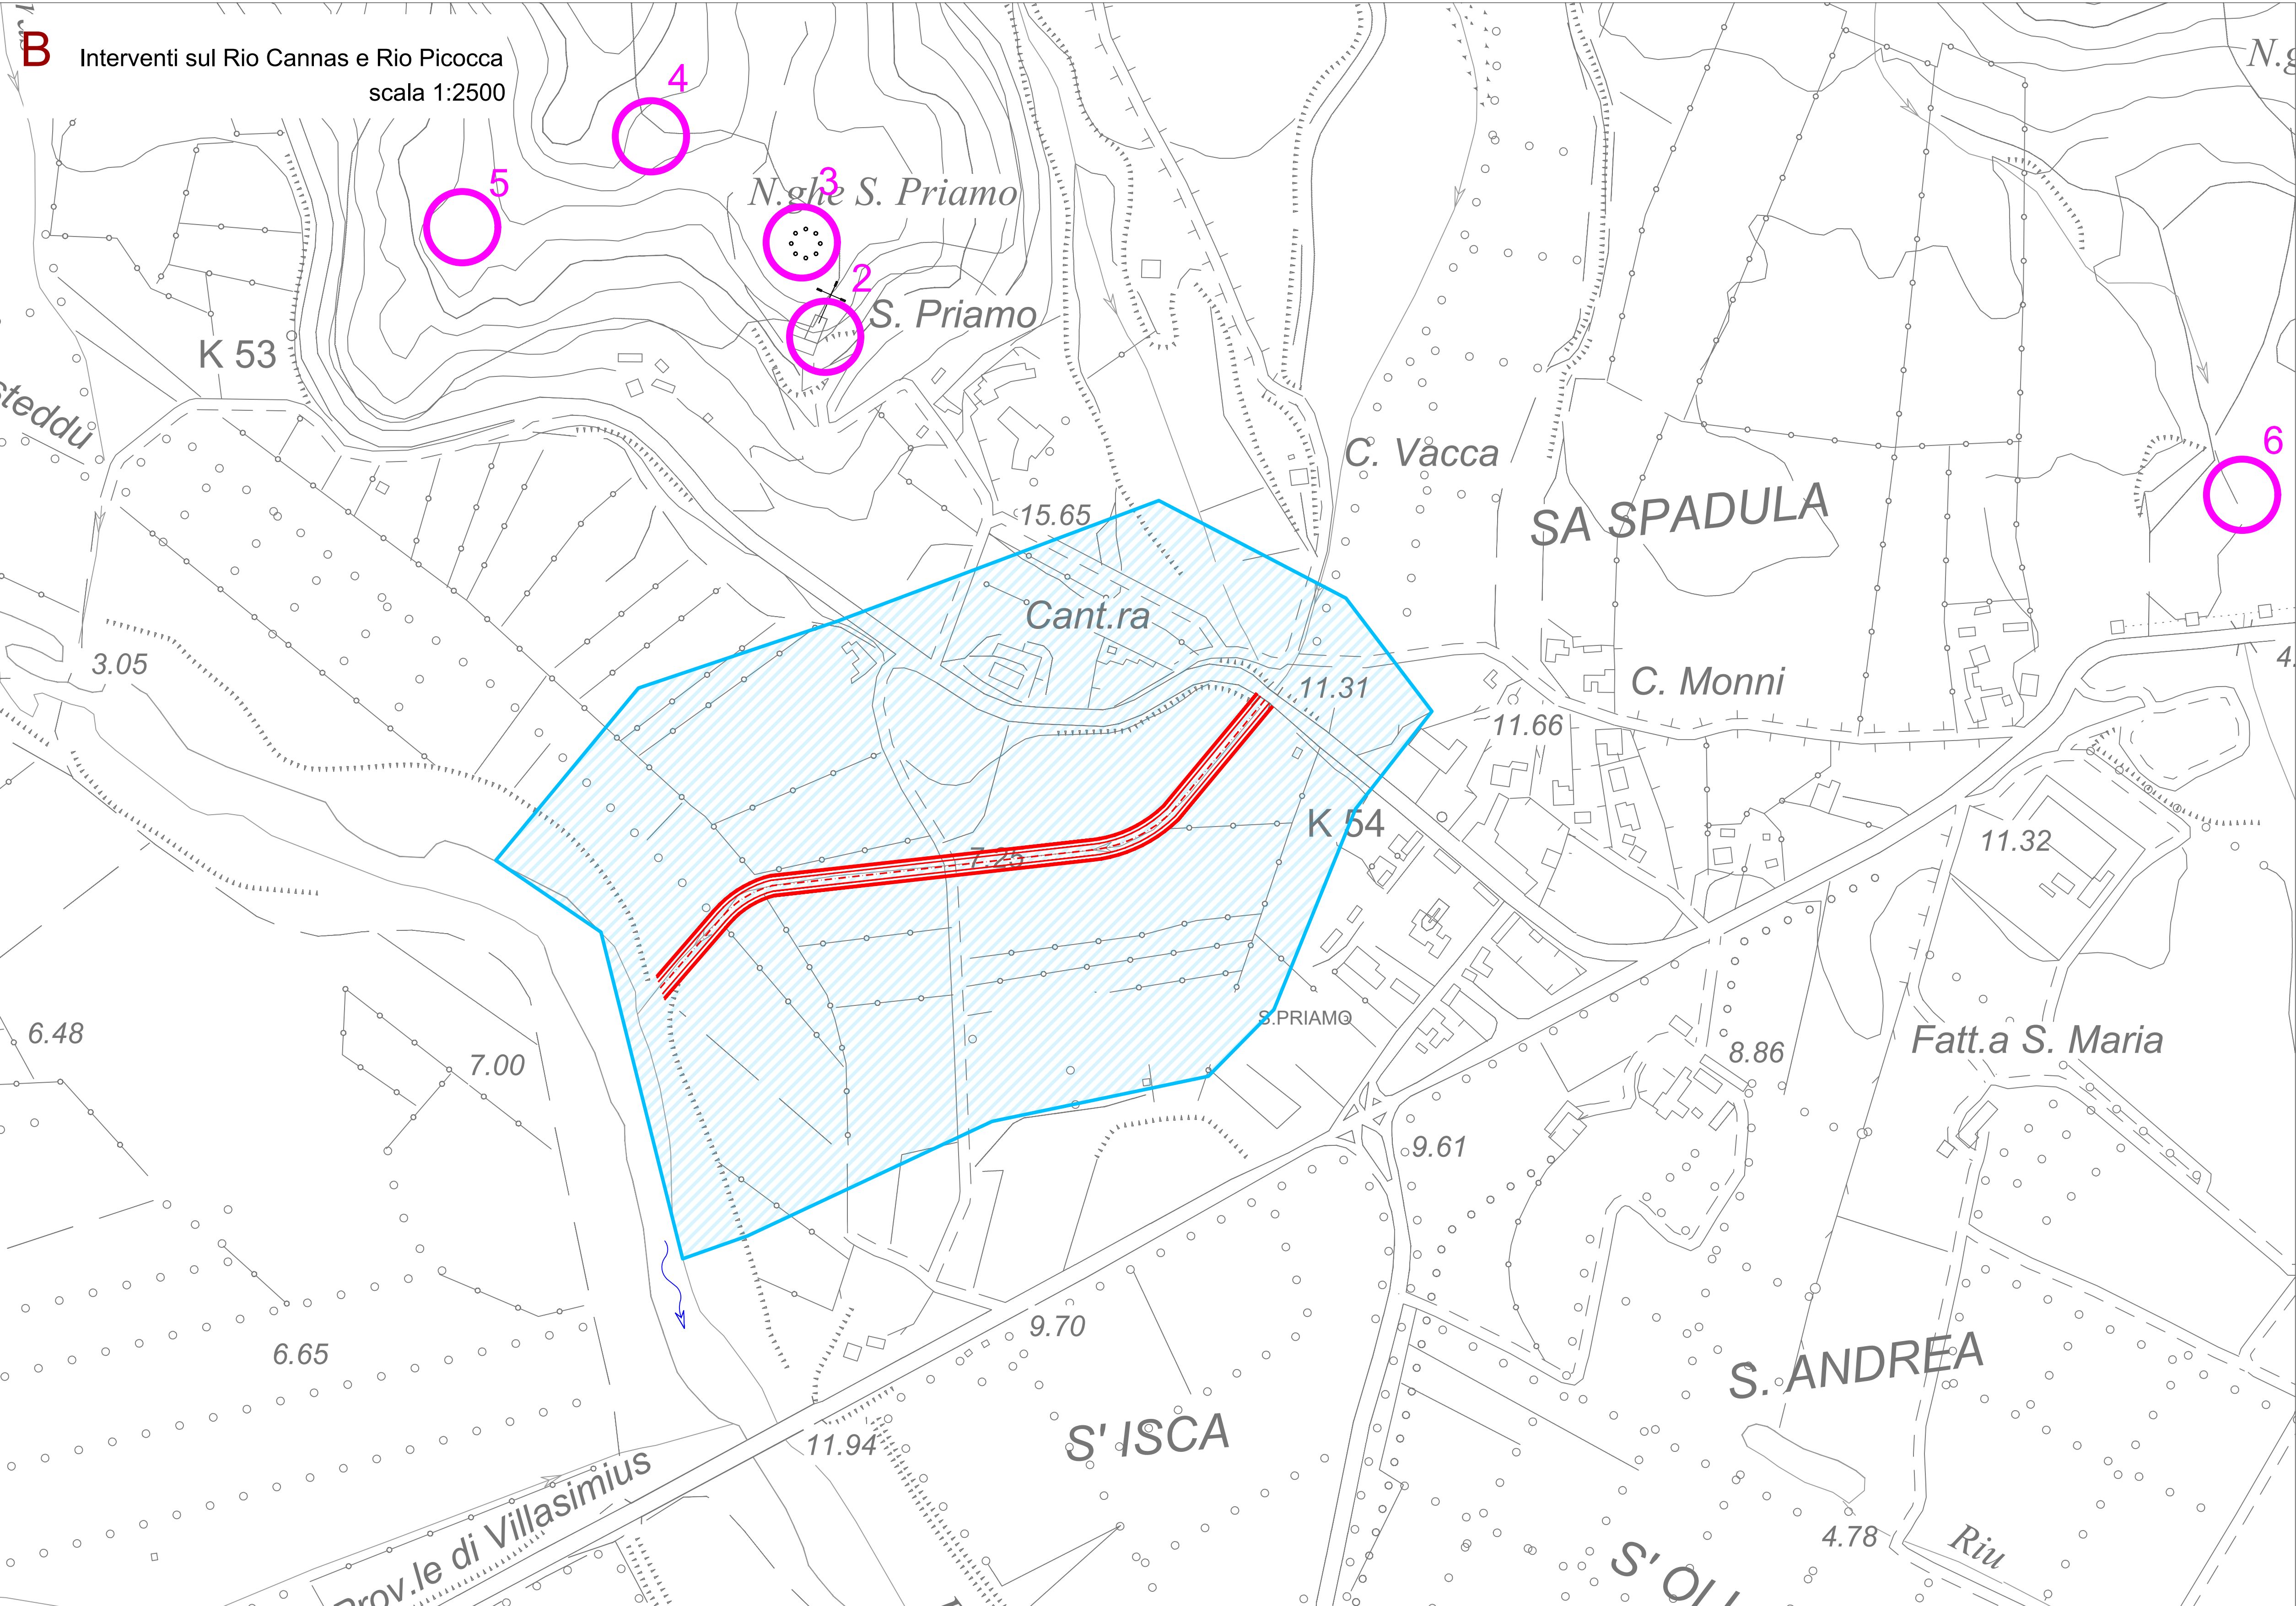 B Interventi sul Rio Cannas e Rio Picocca
scala 1:2500
4
5
3
N.ghe S. Priamo
2
S. Priamo
K 53
steddu
C. Vacca
6
15.65
SA SPADULA
Cant.ra
3.05
11.31
C. Monni
11.66
K 54
7.25
11.32
S.PRIAMO
6.48
7.00
8.86
Fatt.a S. Maria
9.61
9.70
6.65
S. ANDREA
S' ISCA
11.94
Prov.le di Villasimius
4.78
Riu